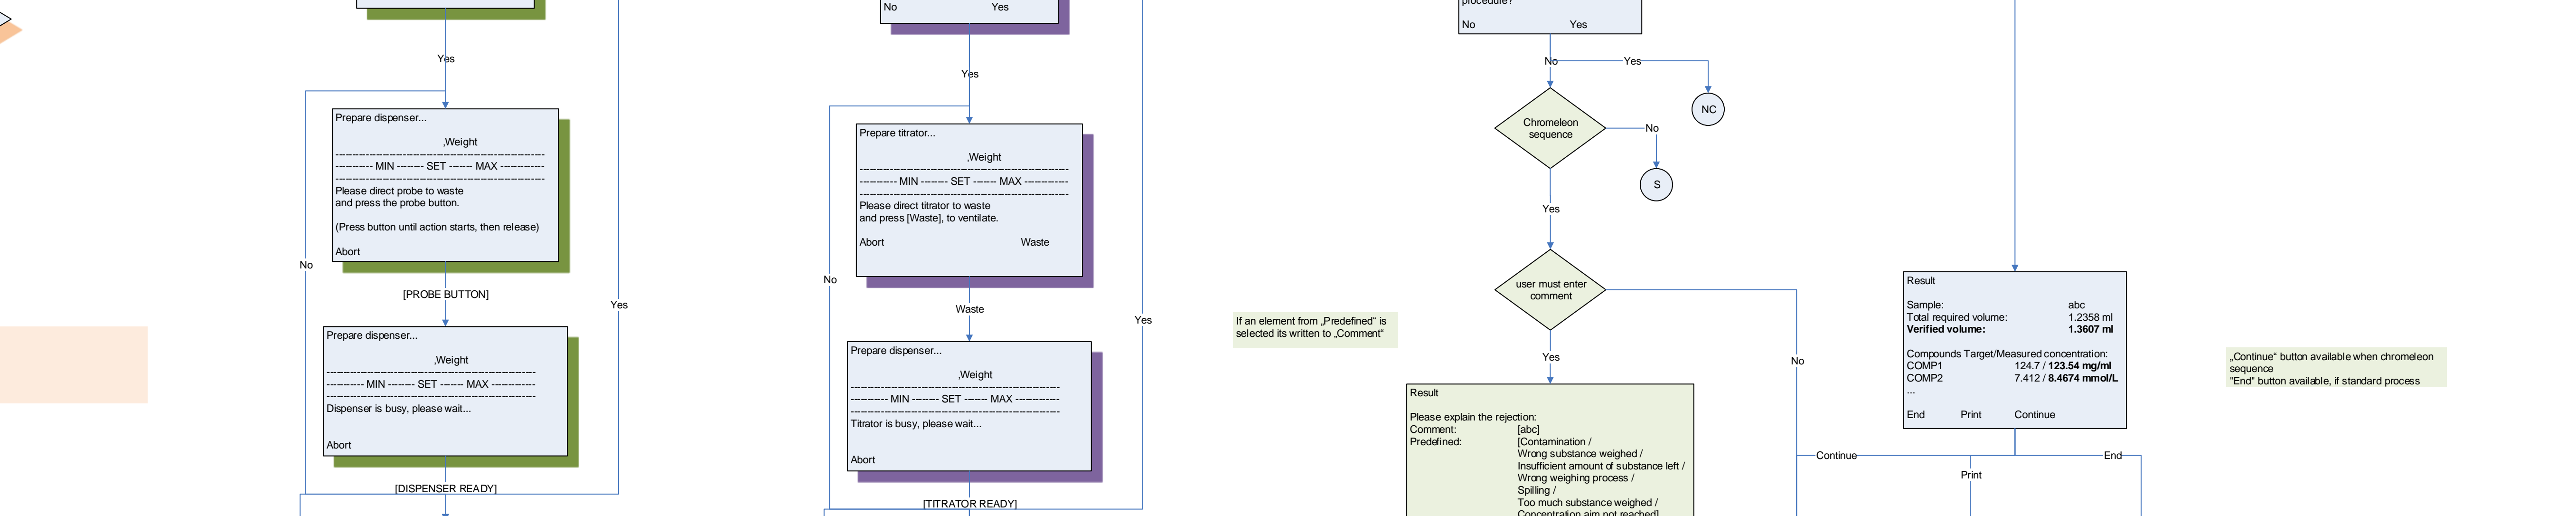 Yes
Prepare dispenser...
‚Weight
----------- MIN -------- SET ------- MAX -------------
Please direct probe to waste
and press the probe button.
(Press button until action starts, then release)
Abort
No
[PROBE BUTTON]
Yes
Prepare dispenser...
‚Weight
----------- MIN -------- SET ------- MAX -------------
Dispenser is busy, please wait...
Abort
[DISPENSER READY]
No Yes
Yes
Prepare titrator...
‚Weight
----------- MIN -------- SET ------- MAX -------------
Please direct titrator to waste
and press [Waste], to ventilate.
Abort Waste
No
Waste
Yes
Prepare dispenser...
‚Weight
----------- MIN -------- SET ------- MAX -------------
Titrator is busy, please wait...
Abort
[TITRATOR READY]
procedure?
No Yes
No Yes
NC
Chromeleon
sequence
No
S
Yes
user must enter
comment
If an element from „Predefined“ is
selected its written to „Comment“
Yes
No
Result
Please explain the rejection:
Comment: [abc]
Predefined: [Contamination /
Wrong substance weighed /
Insufficient amount of substance left /
Wrong weighing process /
Spilling /
Too much substance weighed /
Concentration aim not reached]
Result
Sample: abc
Total required volume: 1.2358 ml
Verified volume: 1.3607 ml
Compounds Target/Measured concentration:
COMP1 124.7 / 123.54 mg/ml
COMP2 7.412 / 8.4674 mmol/L
...
End Print Continue
Continue
Print
End
„Continue“ button available when chromeleon
sequence
"End" button available, if standard process